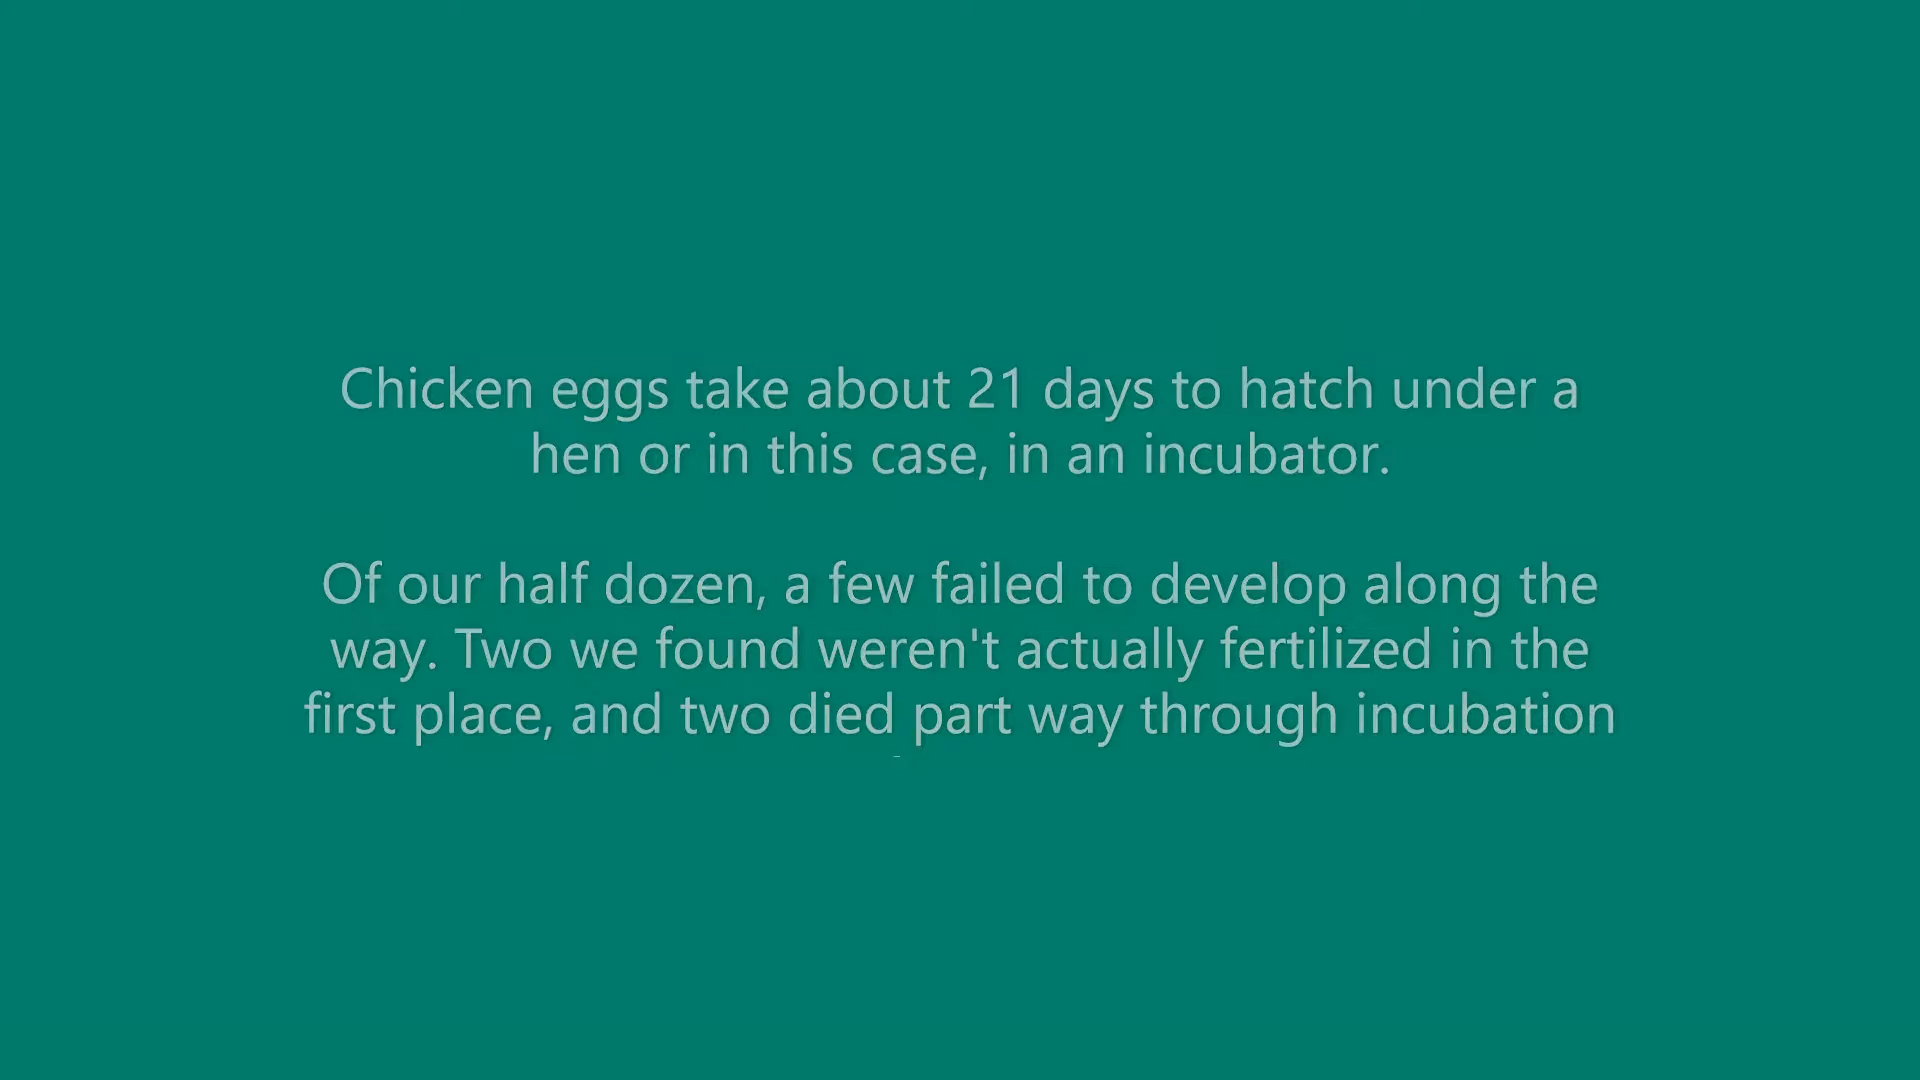 Chicken eggs take about 21 days to hatch under a
hen or in this case, in an incubator.
Of our half dozen, a few failed to develop along the
way. Two we found weren't actually fertilized in the
first place, and two died part way through incubation